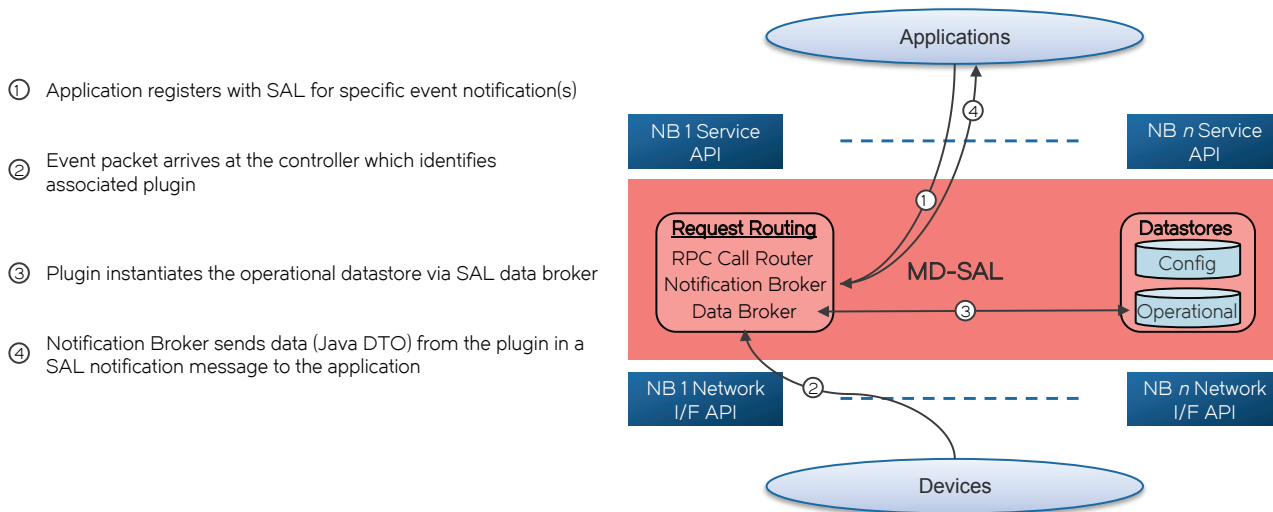 ① Application registers with SAL for specific event notification(s)
② Event packet arrives at the controller which identifies
associated plugin
③ Plugin instantiates the operational datastore via SAL data broker
④ Notification Broker sends data (Java DTO) from the plugin in a
SAL notification message to the application
Applications
④
NB 1 Service
API
NB n Service
API
①
Request Routing
RPC Call Router
Notification Broker
Data Broker
MD-SAL
③
Datastores
Config
Operational
NB 1 Network
I/F API
②
NB n Network
I/F API
Devices